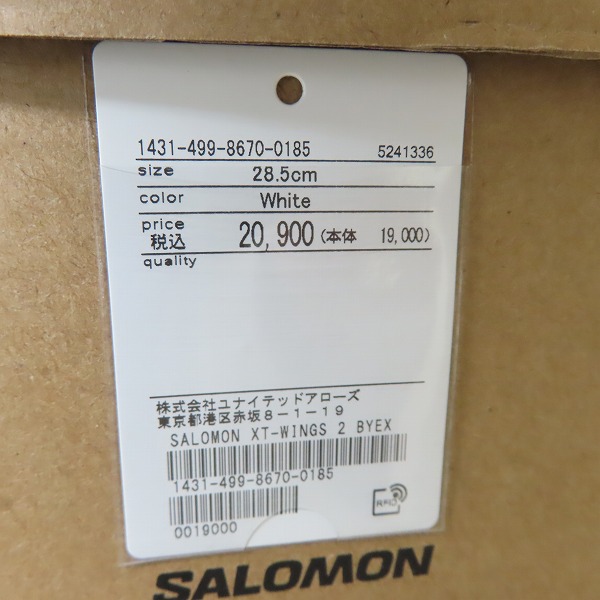 1431-499-8670-0185 5241336
size 28.5cm
color White
price
税込 20,900 (本体 19,000)
quality
株式会社ユナイテッドアローズ
東京都港区赤坂8-1-19
SALOMON XT-WINGS 2 BYEX
1431-499-8670-0185
RFID
0019000
SALOMON